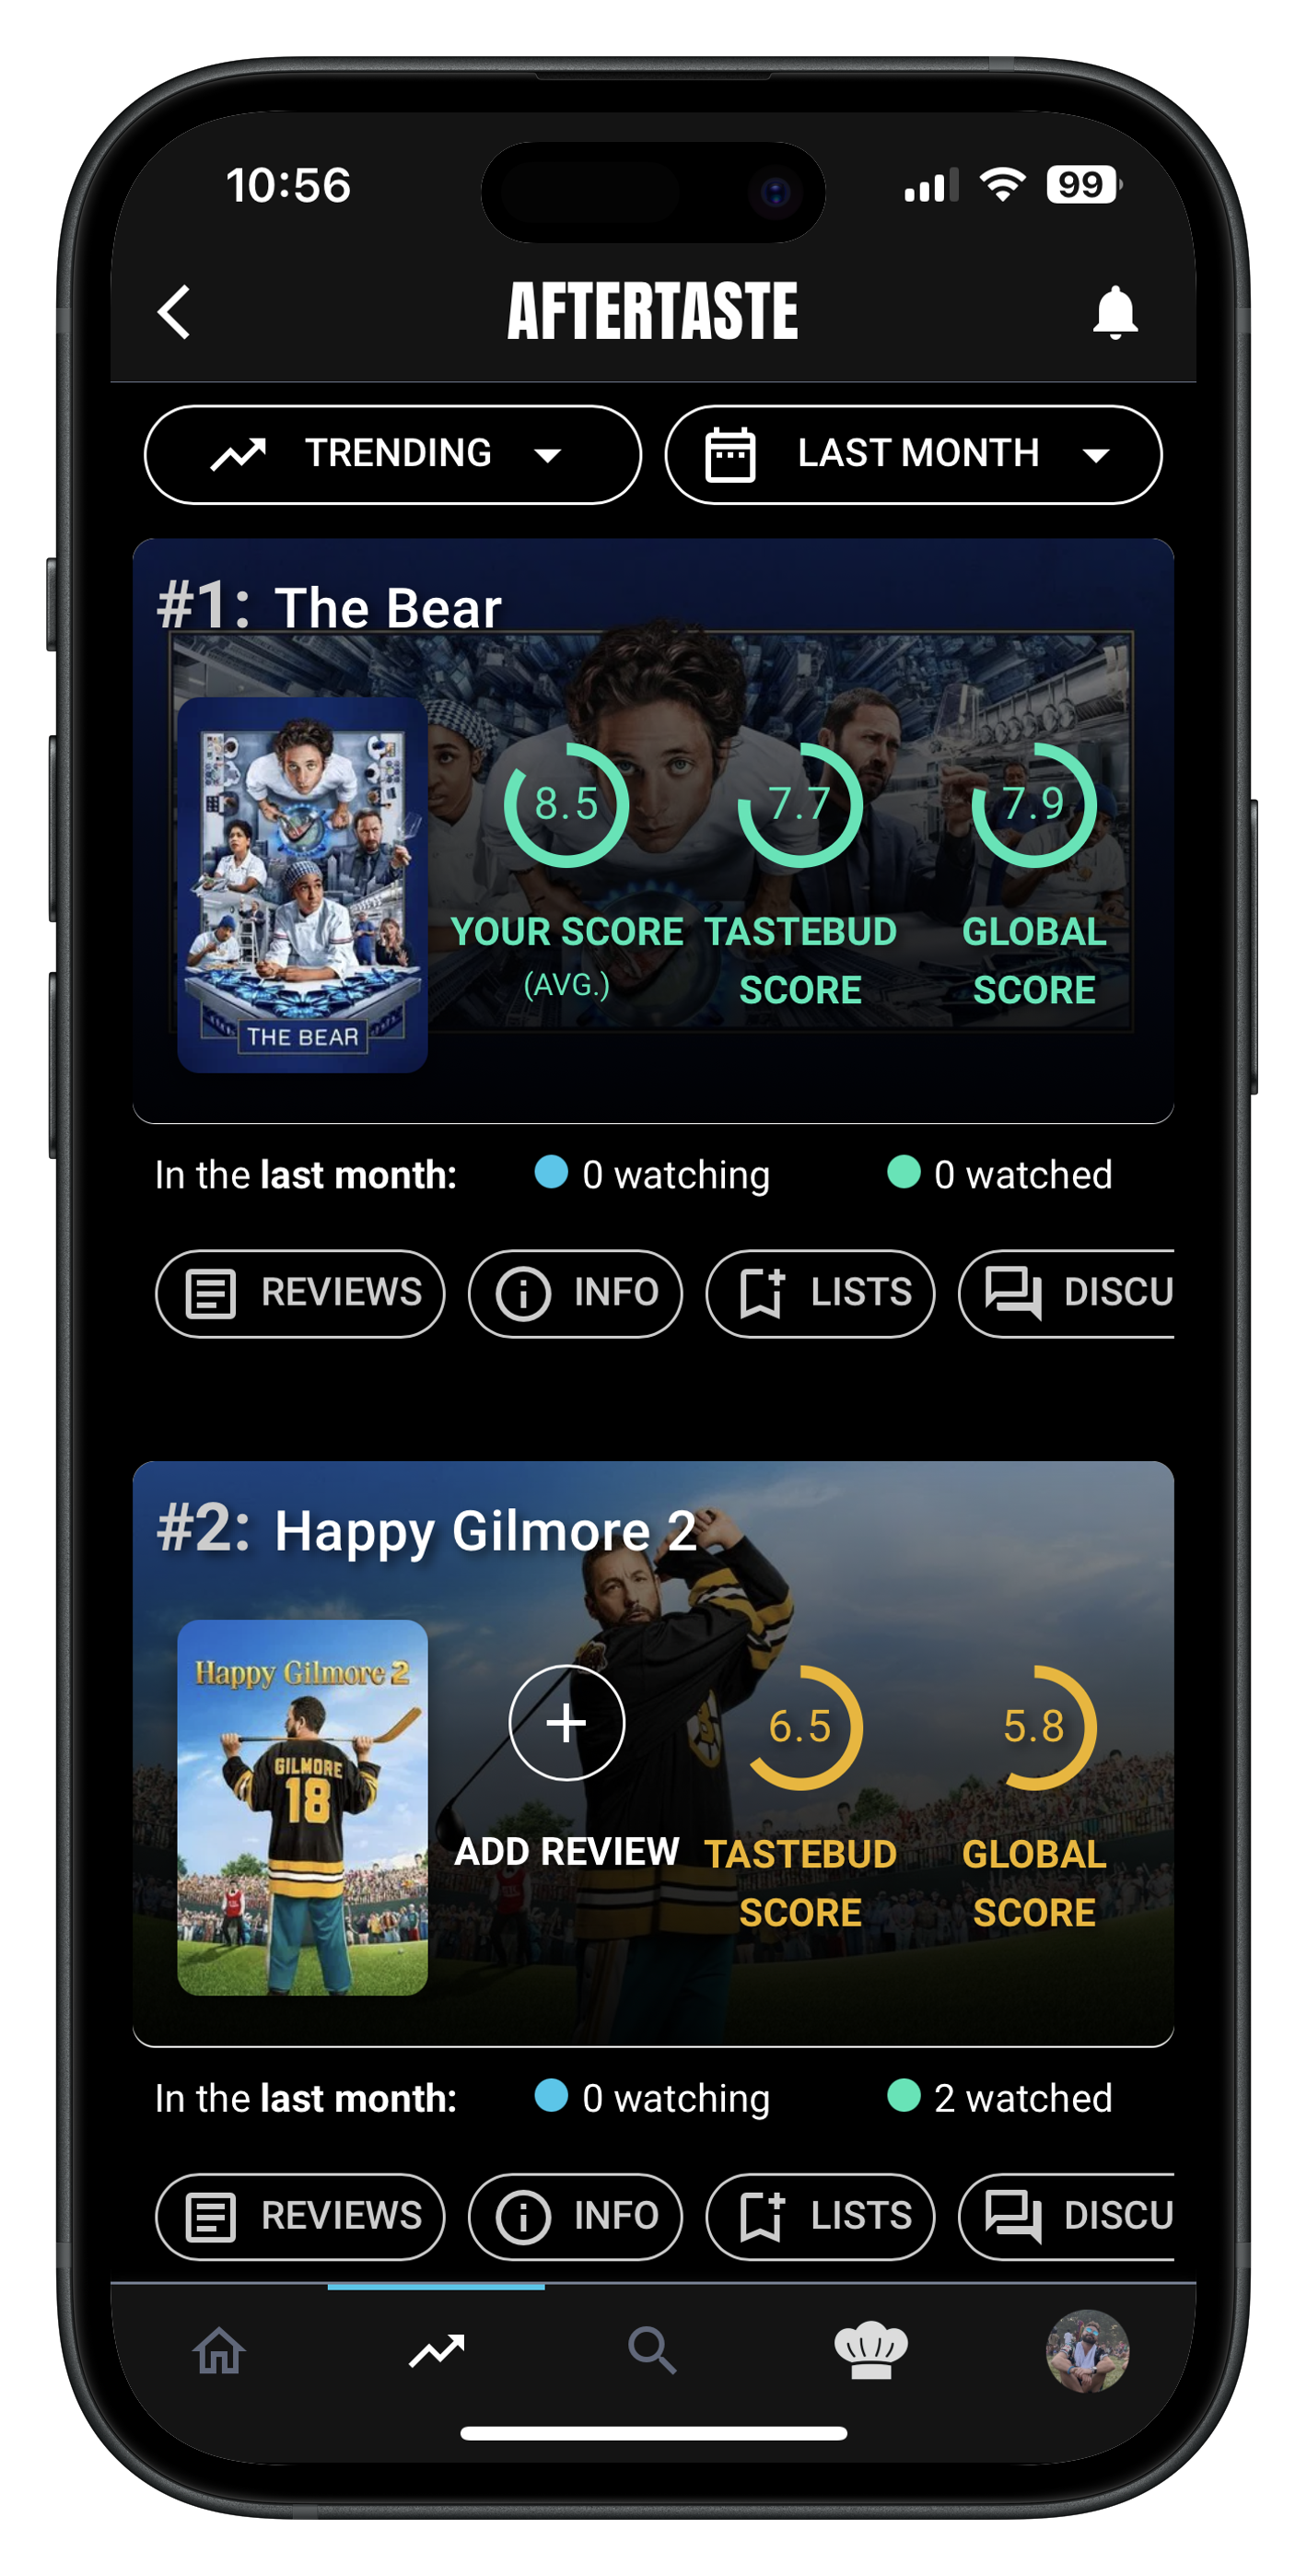 10:56
99
AFTERTASTE
TRENDING
LAST MONTH
#1: The Bear
8.5
7.7
7.9
YOUR SCORE
(AVG.)
TASTEBUD
SCORE
GLOBAL
SCORE
THE BEAR
In the last month:
0 watching
0 watched
REVIEWS
INFO
LISTS
DISCU
#2: Happy Gilmore 2
Happy Gilmore 2
GILMORE
18
6.5
5.8
ADD REVIEW
TASTEBUD
SCORE
GLOBAL
SCORE
In the last month:
0 watching
2 watched
REVIEWS
INFO
LISTS
DISCU